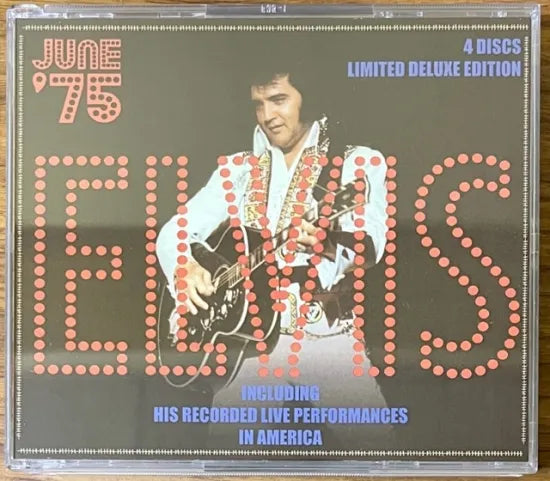 JUNE
'75
4 DISCS
LIMITED DELUXE EDITION
ELVIS
INCLUDING
HIS RECORDED LIVE PERFORMANCES
IN AMERICA